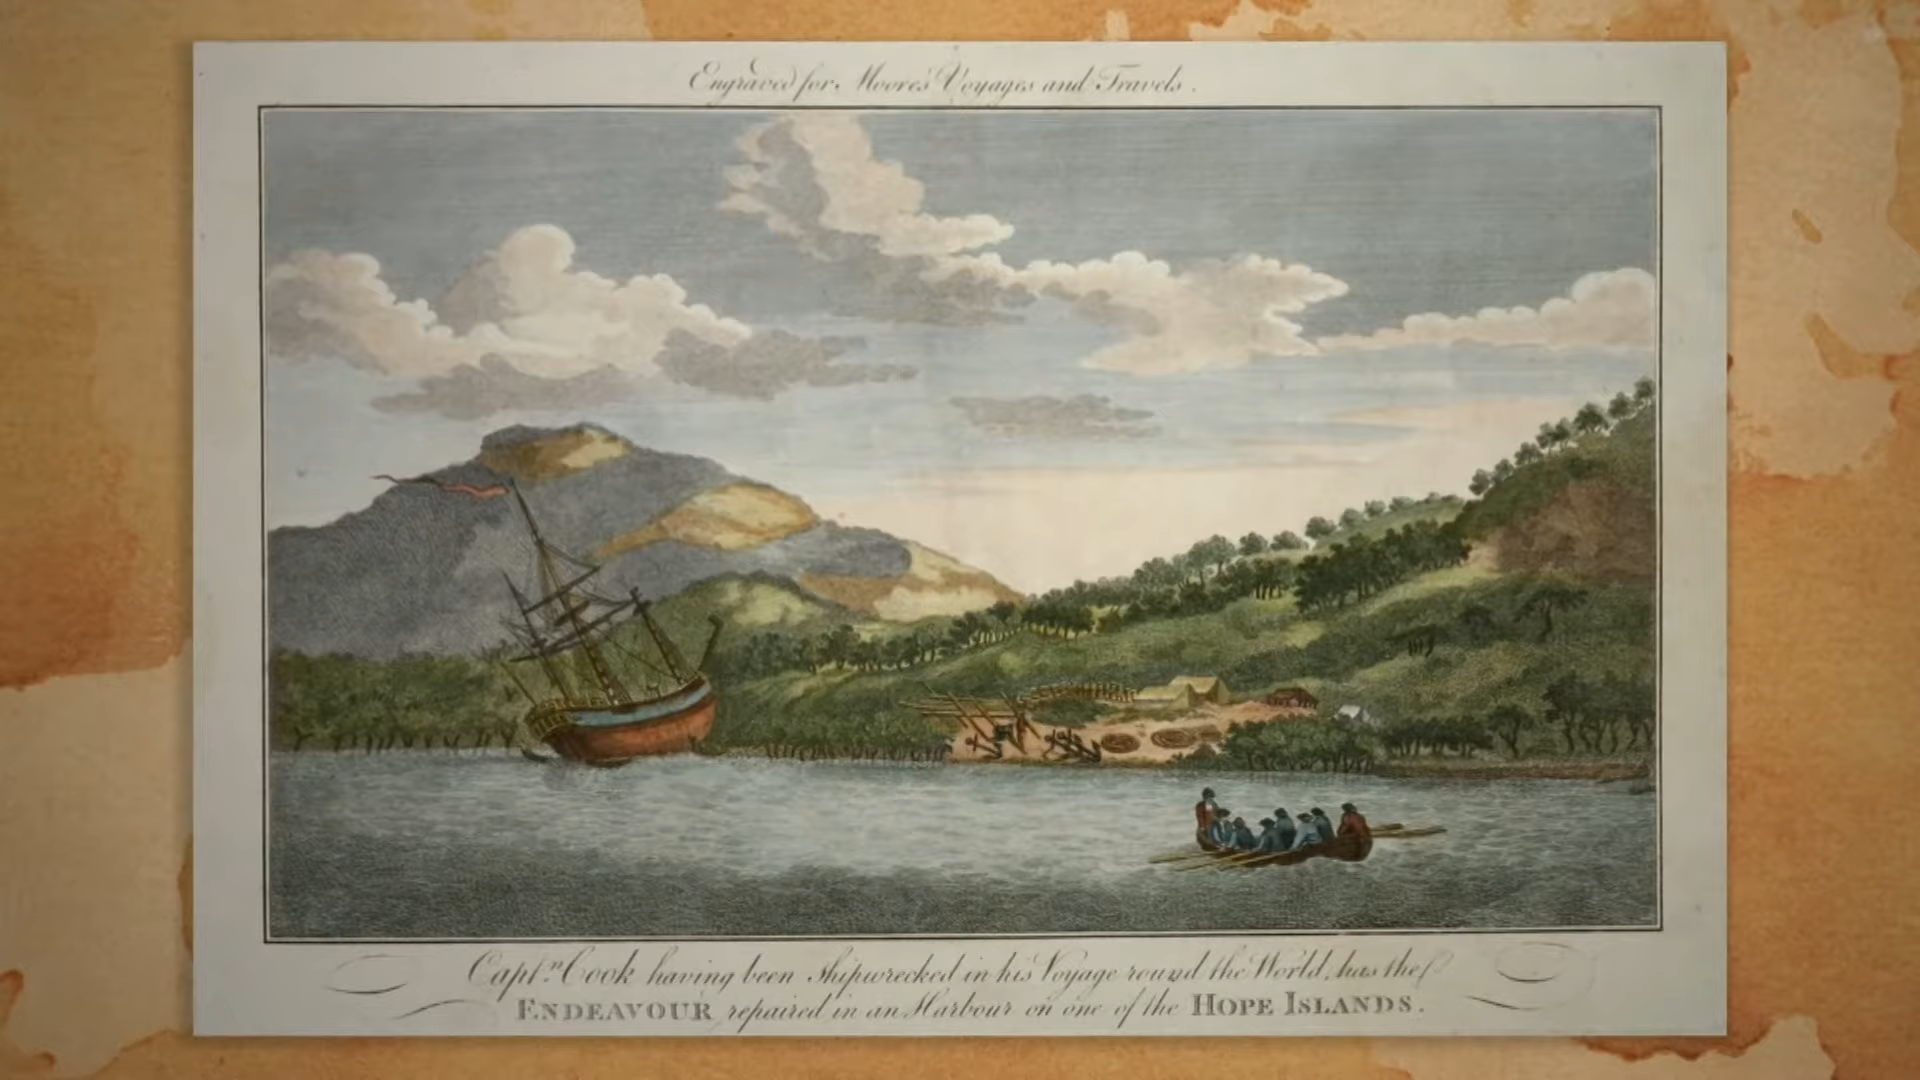 Engraved for Moore's Voyages and Travels.
Capt.ⁿ Cook having been Shipwrecked in his Voyage round the World, has the
ENDEAVOUR repaired in an Harbour on one of the HOPE ISLANDS.